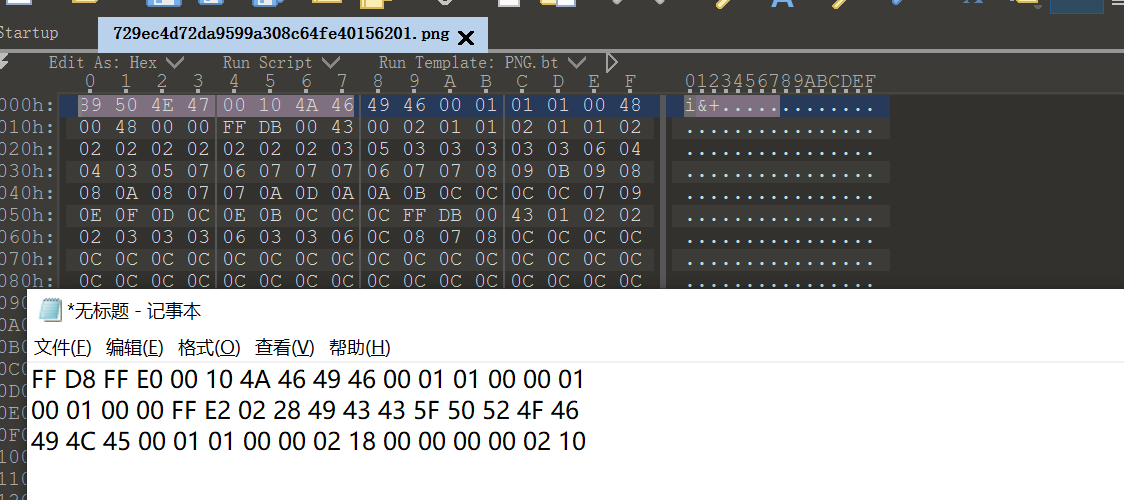 Startup
729ec4d72da9599a308c64fe40156201.png
Edit As: Hex Run Script Run Template: PNG.bt
0 1 2 3 4 5 6 7 8 9 A B C D E F 0123456789ABCDEF
000h: 39 50 4E 47 00 10 4A 46 49 46 00 01 01 01 00 48 i&+.............
010h: 00 48 00 00 FF DB 00 43 00 02 01 01 02 01 01 02 ................
020h: 02 02 02 02 02 02 02 03 05 03 03 03 03 03 06 04 ................
030h: 04 03 05 07 06 07 07 07 06 07 07 08 09 0B 09 08 ................
040h: 08 0A 08 07 07 0A 0D 0A 0A 0B 0C 0C 0C 0C 07 09 ................
050h: 0E 0F 0D 0C 0E 0B 0C 0C 0C FF DB 00 43 01 02 02 ................
060h: 02 03 03 03 06 03 03 06 0C 08 07 08 0C 0C 0C 0C ................
070h: 0C 0C 0C 0C 0C 0C 0C 0C 0C 0C 0C 0C 0C 0C 0C 0C ................
080h: 0C 0C 0C 0C 0C 0C 0C 0C 0C 0C 0C 0C 0C 0C 0C 0C ................
*无标题 - 记事本
文件(F) 编辑(E) 格式(O) 查看(V) 帮助(H)
FF D8 FF E0 00 10 4A 46 49 46 00 01 01 00 00 01
00 01 00 00 FF E2 02 28 49 43 43 5F 50 52 4F 46
49 4C 45 00 01 01 00 00 02 18 00 00 00 00 02 10